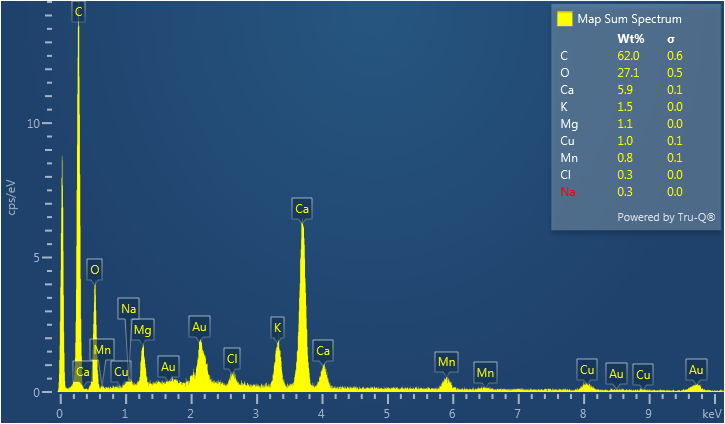 Map Sum Spectrum
Wt% σ
C 62.0 0.6
O 27.1 0.5
Ca 5.9 0.1
K 1.5 0.0
Mg 1.1 0.0
Cu 1.0 0.1
Mn 0.8 0.1
Cl 0.3 0.0
Na 0.3 0.0
Powered by Tru-Q®
cps/eV
10
5
0
C
O
Ca
Mn
Cu
Na
Mg
Au
Au
Cl
K
Ca
Ca
Mn
Mn
Cu
Au
Cu
Au
0 1 2 3 4 5 6 7 8 9 keV